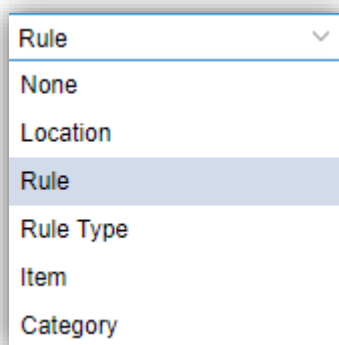 Rule
None
Location
Rule
Rule Type
Item
Category